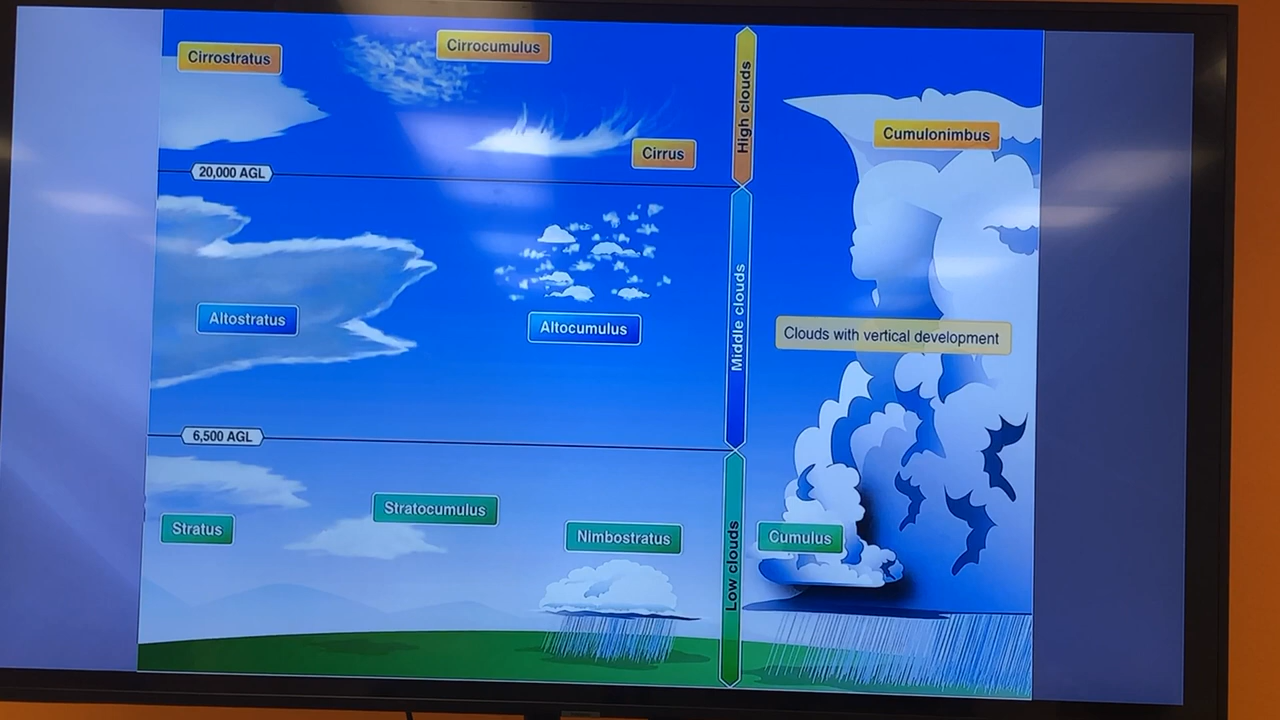 Cirrostratus
Cirrocumulus
Cirrus
High clouds
Cumulonimbus
20,000 AGL
Altostratus
Altocumulus
Middle clouds
Clouds with vertical development
6,500 AGL
Stratus
Stratocumulus
Nimbostratus
Low clouds
Cumulus